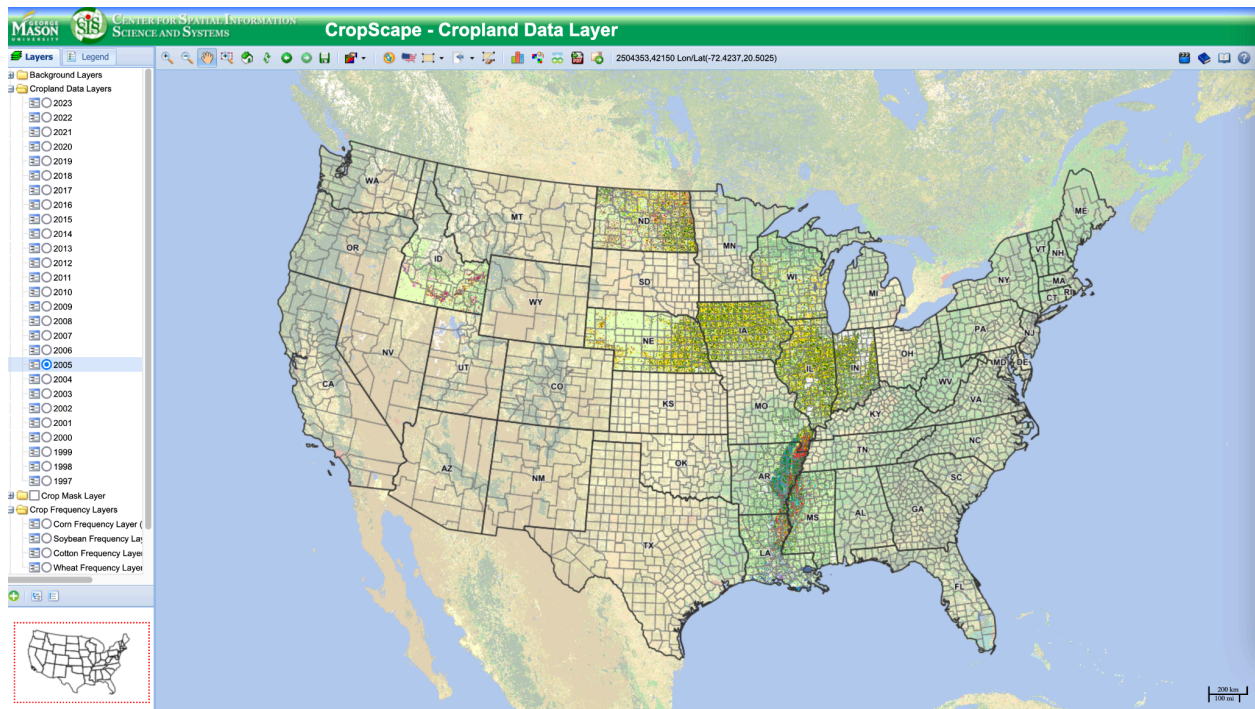 GEORGE
MASON
UNIVERSITY
SIS
CENTER FOR SPATIAL INFORMATION
SCIENCE AND SYSTEMS
CropScape - Cropland Data Layer
Layers
Legend
2504353,42150 Lon/Lat(-72.4237,20.5025)
Background Layers
Cropland Data Layers
2023
2022
2021
2020
2019
2018
2017
2016
2015
2014
2013
2012
2011
2010
2009
2008
2007
2006
2005
2004
2003
2002
2001
2000
1999
1998
1997
Crop Mask Layer
Crop Frequency Layers
Corn Frequency Layer (
Soybean Frequency Lay
Cotton Frequency Layer
Wheat Frequency Layer
WA
MT
ND
MN
ME
OR
ID
SD
WI
VT
NH
NY
MA
CT
RI
WY
MI
NE
IA
PA
NJ
NV
UT
CO
IL
IN
OH
MD
DE
WV
VA
CA
KS
MO
KY
AZ
NM
OK
AR
TN
NC
SC
TX
LA
MS
AL
GA
FL
200 km
100 mi